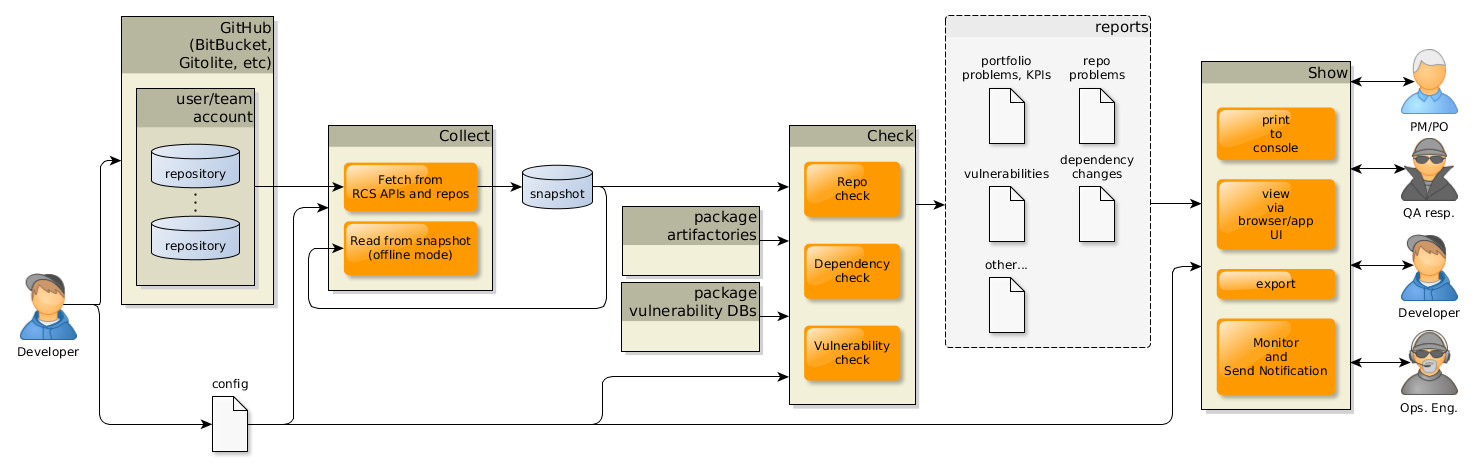 GitHub
(BitBucket,
Gitolite, etc)
user/team
account
repository
repository
Developer
config
Collect
Fetch from
RCS APIs and repos
Read from snapshot
(offline mode)
snapshot
package
artifactories
package
vulnerability DBs
Check
Repo
check
Dependency
check
Vulnerability
check
reports
portfolio
problems, KPIs
repo
problems
vulnerabilities
dependency
changes
other...
Show
print
to
console
view
via
browser/app
UI
export
Monitor
and
Send Notification
PM/PO
QA resp.
Developer
Ops. Eng.